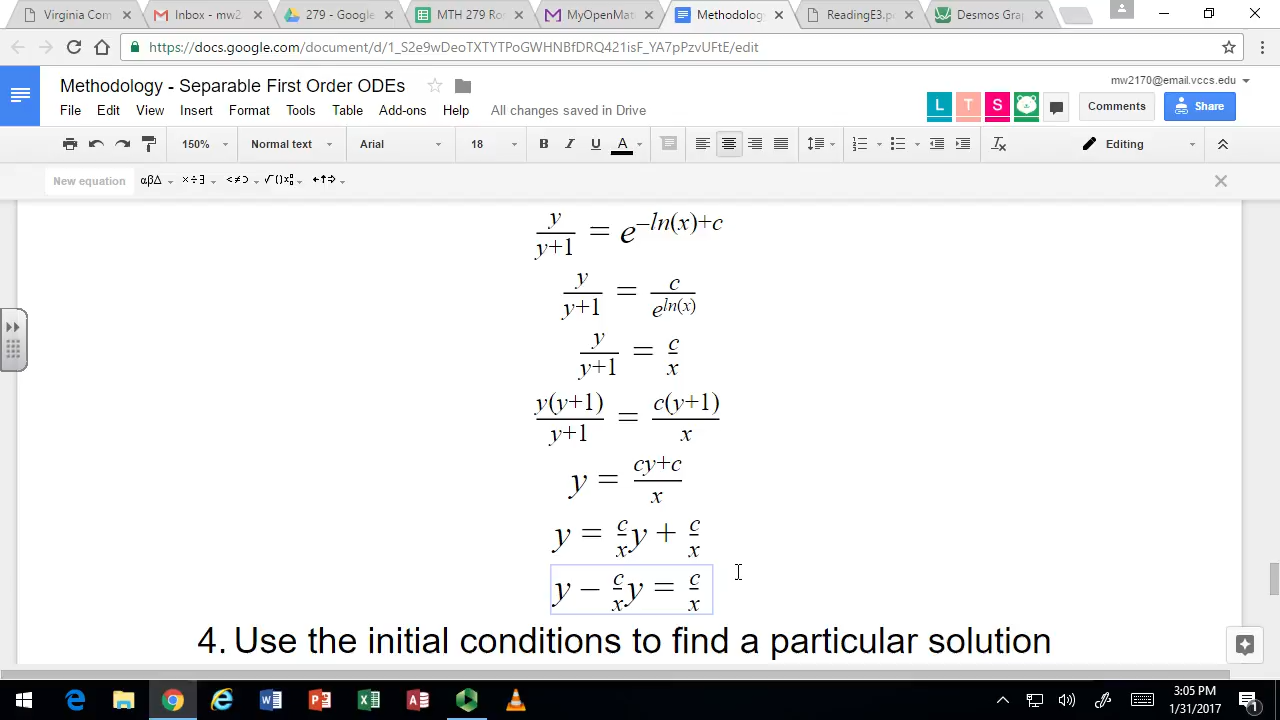 Virginia Com
Inbox - mw2
279 - Google
MTH 279 Ro
MyOhmMat
Methodolog
ReadingE3.p
Desmos Gra
https://docs.google.com/document/d/1_S2e9wDeoTXTYTPoGWHNBfDRQ421isF_YA7pPzvUFtE/edit
Methodology - Separable First Order ODEs
mw2170@email.vccs.edu
File Edit View Insert Format Tools Table Add-ons Help All changes saved in Drive
L T S Comments Share
150% Normal text Arial 18 B I U A Editing
New equation αβΔ ×÷∃ <≠⊃ √()x ↔↑⇒
y/(y+1) = e^(−ln(x)+c)
y/(y+1) = c/e^(ln(x))
y/(y+1) = c/x
y(y+1)/(y+1) = c(y+1)/x
y = (cy+c)/x
y = c/x y + c/x
y − c/x y = c/x
4. Use the initial conditions to find a particular solution
3:05 PM
1/31/2017